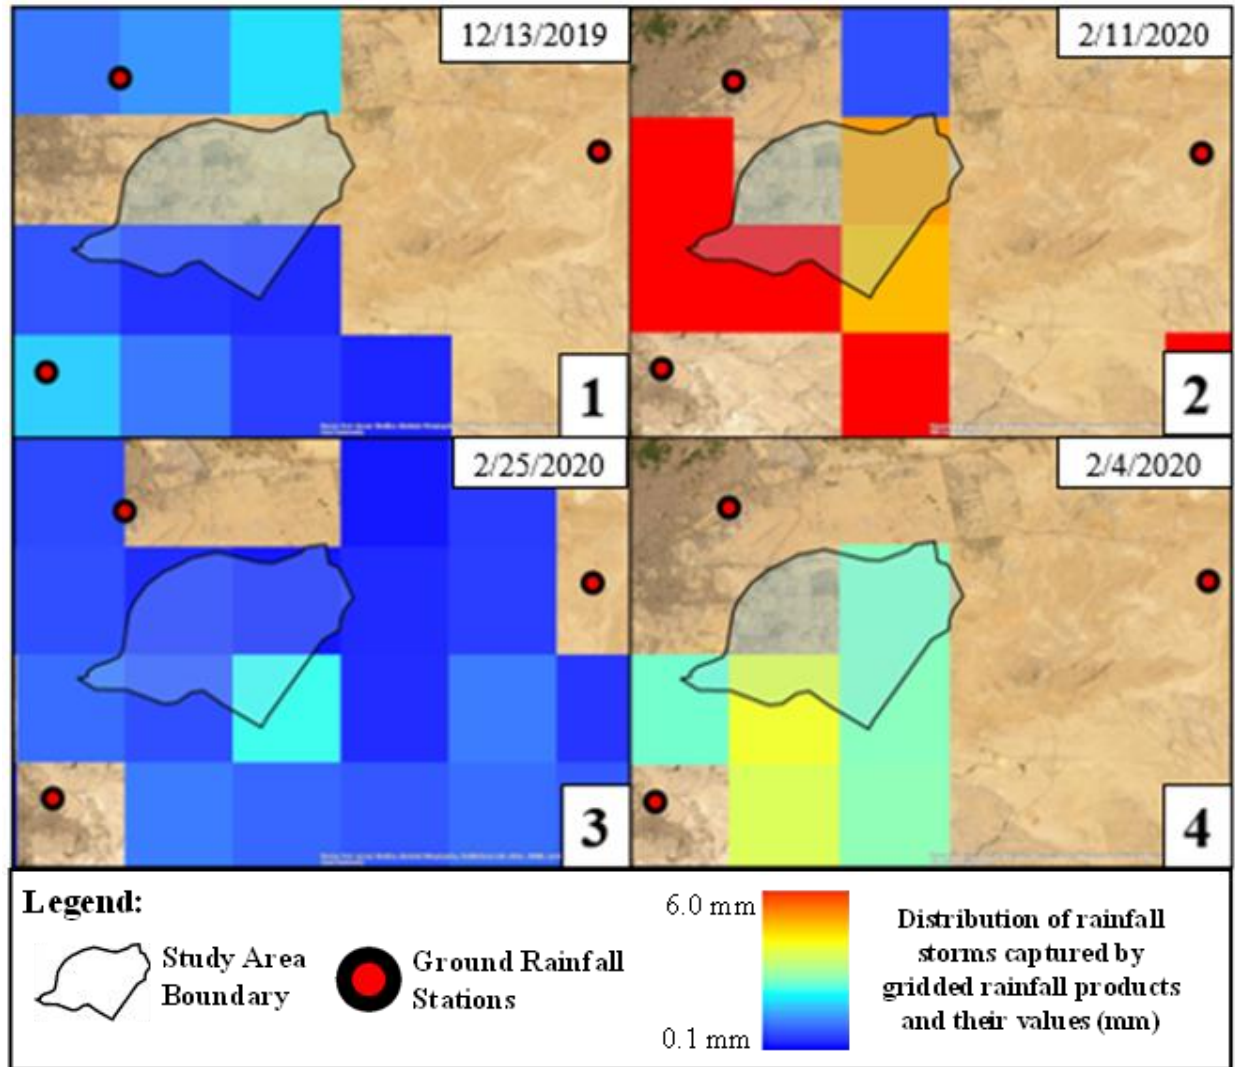 12/13/2019
2/11/2020
1
2
2/25/2020
2/4/2020
3
4
Legend:
Study Area
Boundary
Ground Rainfall
Stations
6.0 mm
0.1 mm
Distribution of rainfall
storms captured by
gridded rainfall products
and their values (mm)